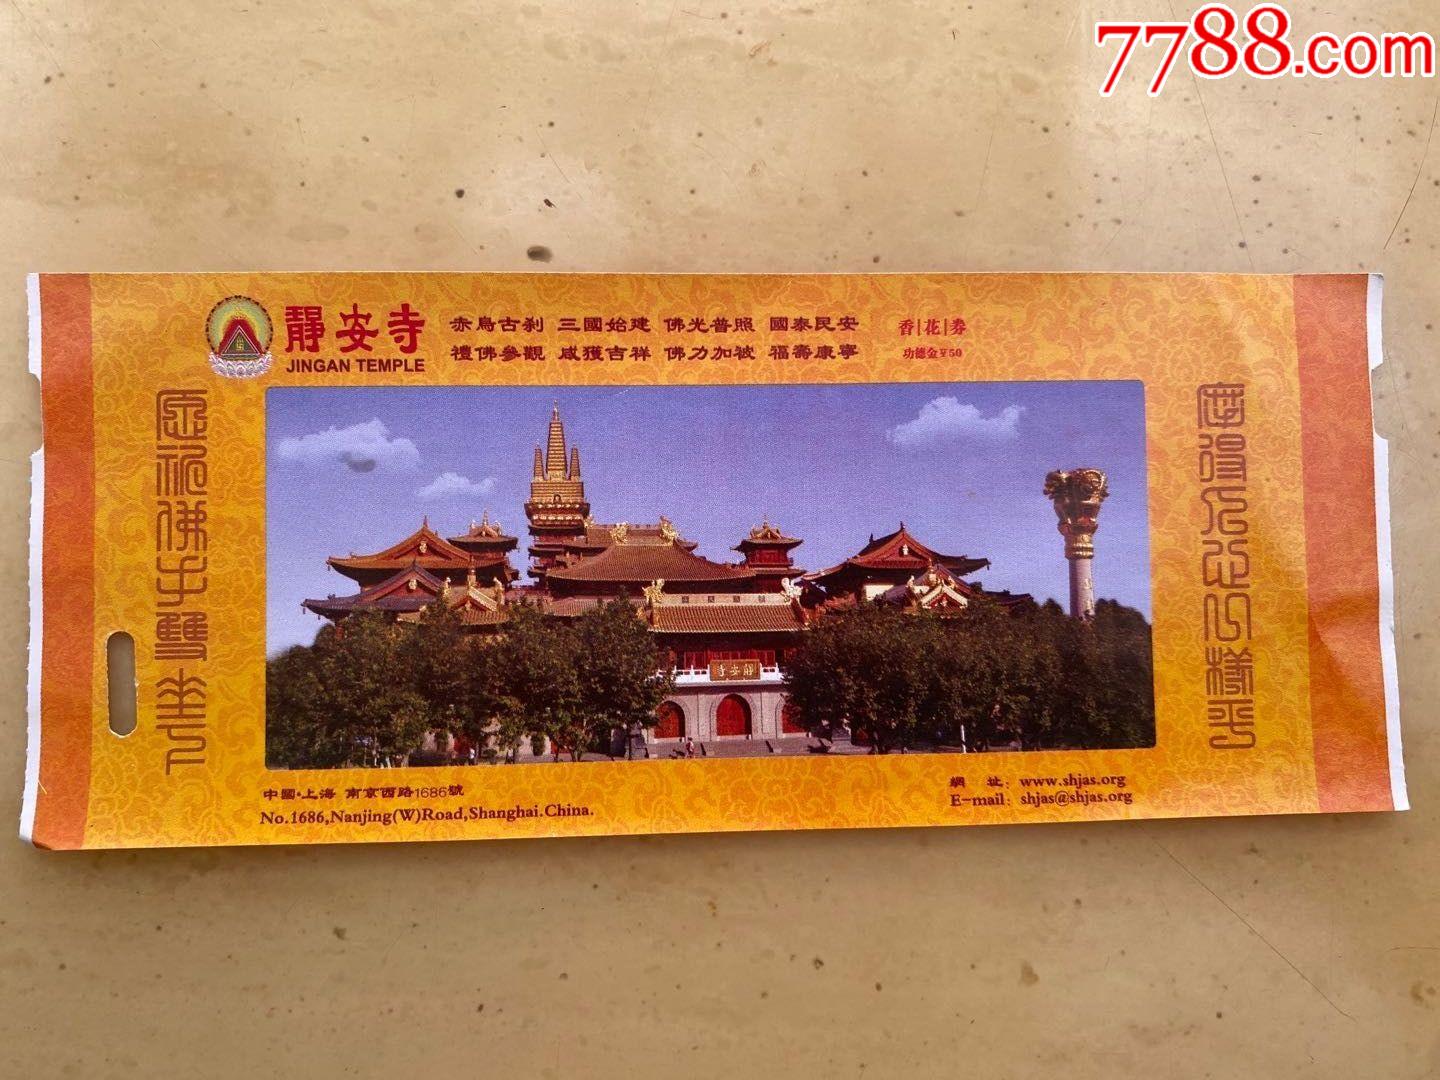 7788.com
靜安寺
JINGAN TEMPLE
赤烏古刹 三國始建 佛光普照 國泰民安
禮佛參觀 咸獲吉祥 佛力加被 福壽康寧
香|花|券
功德金¥50
寺安靜
中國·上海 南京西路1686號
No.1686,Nanjing(W)Road,Shanghai.China.
網 址: www.shjas.org
E-mail: shjas@shjas.org